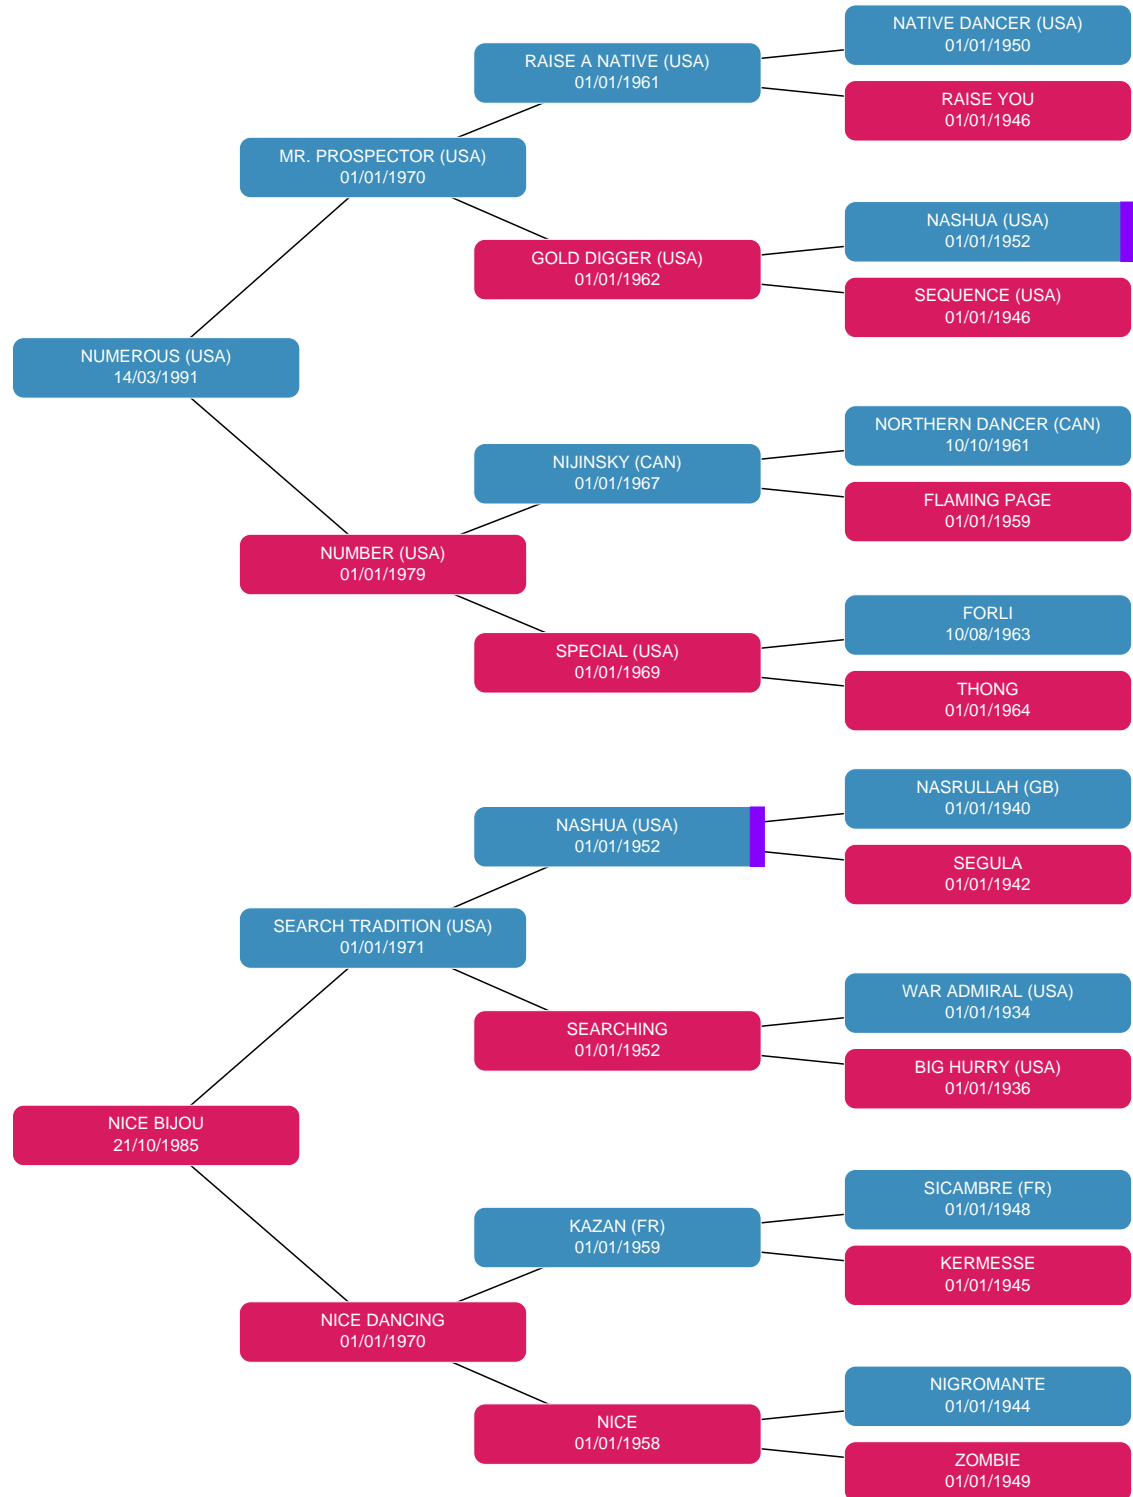 NATIVE DANCER (USA)
01/01/1950
RAISE A NATIVE (USA)
01/01/1961
RAISE YOU
01/01/1946
MR. PROSPECTOR (USA)
01/01/1970
NASHUA (USA)
01/01/1952
GOLD DIGGER (USA)
01/01/1962
SEQUENCE (USA)
01/01/1946
NUMEROUS (USA)
14/03/1991
NORTHERN DANCER (CAN)
10/10/1961
NIJINSKY (CAN)
01/01/1967
FLAMING PAGE
01/01/1959
NUMBER (USA)
01/01/1979
FORLI
10/08/1963
SPECIAL (USA)
01/01/1969
THONG
01/01/1964
NASRULLAH (GB)
01/01/1940
NASHUA (USA)
01/01/1952
SEGULA
01/01/1942
SEARCH TRADITION (USA)
01/01/1971
WAR ADMIRAL (USA)
01/01/1934
SEARCHING
01/01/1952
BIG HURRY (USA)
01/01/1936
NICE BIJOU
21/10/1985
SICAMBRE (FR)
01/01/1948
KAZAN (FR)
01/01/1959
KERMESSE
01/01/1945
NICE DANCING
01/01/1970
NIGROMANTE
01/01/1944
NICE
01/01/1958
ZOMBIE
01/01/1949